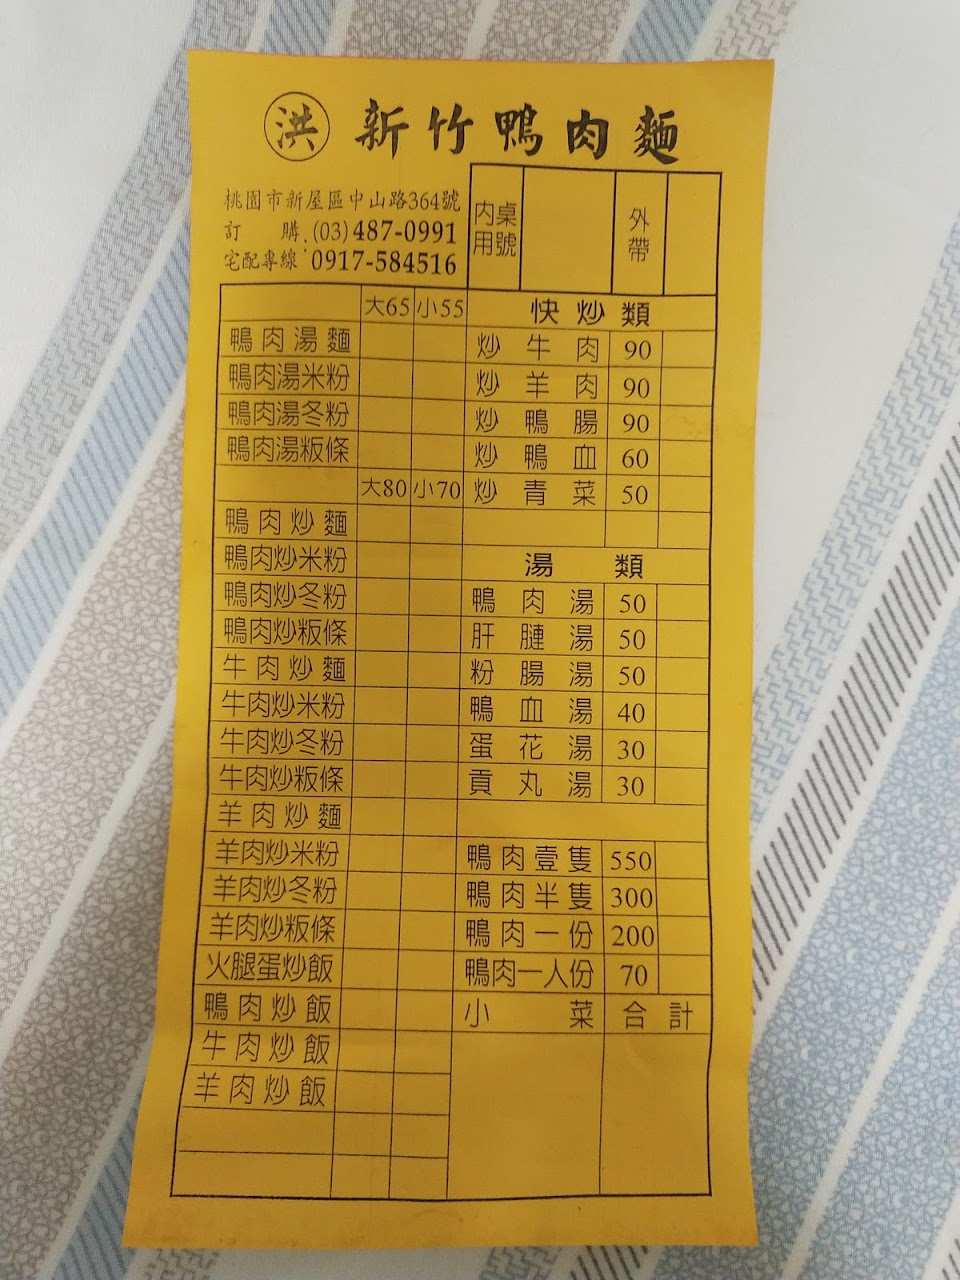 洪 新竹鴨肉麵
桃園市新屋區中山路364號
訂購:(03)487-0991
宅配專線:0917-584516
內用 桌號 外帶
大65 小55
鴨肉湯麵
鴨肉湯米粉
鴨肉湯冬粉
鴨肉湯粄條
大80 小70
鴨肉炒麵
鴨肉炒米粉
鴨肉炒冬粉
鴨肉炒粄條
牛肉炒麵
牛肉炒米粉
牛肉炒冬粉
牛肉炒粄條
羊肉炒麵
羊肉炒米粉
羊肉炒冬粉
羊肉炒粄條
火腿蛋炒飯
鴨肉炒飯
牛肉炒飯
羊肉炒飯
快炒類
炒牛肉 90
炒羊肉 90
炒鴨腸 90
炒鴨血 60
炒青菜 50
湯類
鴨肉湯 50
肝腱湯 50
粉腸湯 50
鴨血湯 40
蛋花湯 30
貢丸湯 30
鴨肉壹隻 550
鴨肉半隻 300
鴨肉一份 200
鴨肉一人份 70
小菜 合計